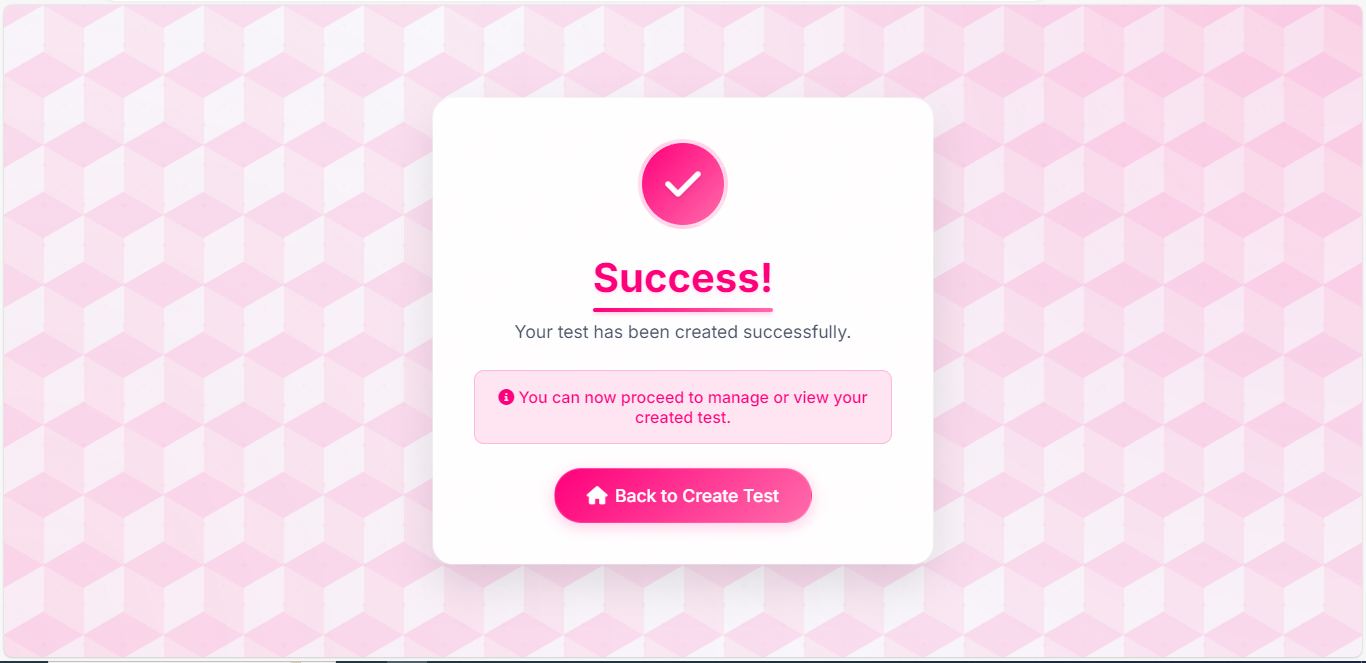 Success!
Your test has been created successfully.
You can now proceed to manage or view your
created test.
Back to Create Test